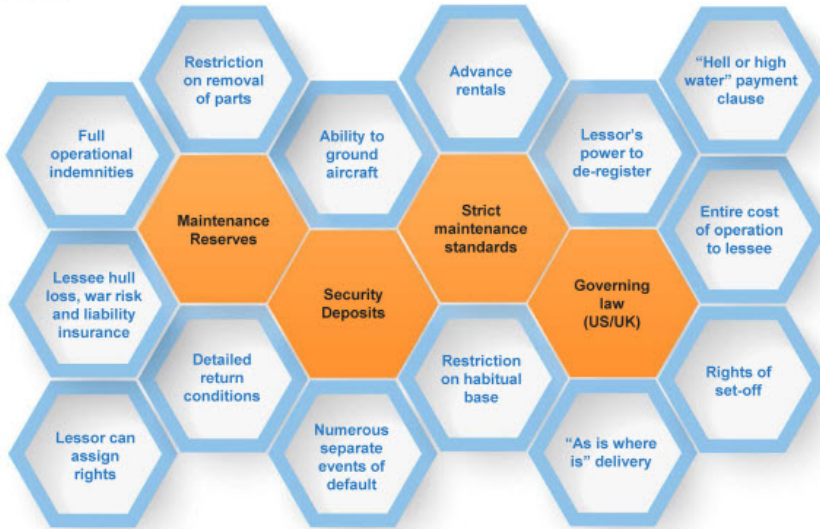 Restriction
on removal
of parts
Advance
rentals
“Hell or high
water” payment
clause
Full
operational
indemnities
Ability to
ground
aircraft
Lessor’s
power to
de-register
Maintenance
Reserves
Strict
maintenance
standards
Entire cost
of operation
to lessee
Lessee hull
loss, war risk
and liability
insurance
Security
Deposits
Governing
law
(US/UK)
Detailed
return
conditions
Restriction
on habitual
base
Rights of
set-off
Lessor can
assign
rights
Numerous
separate
events of
default
“As is where
is” delivery